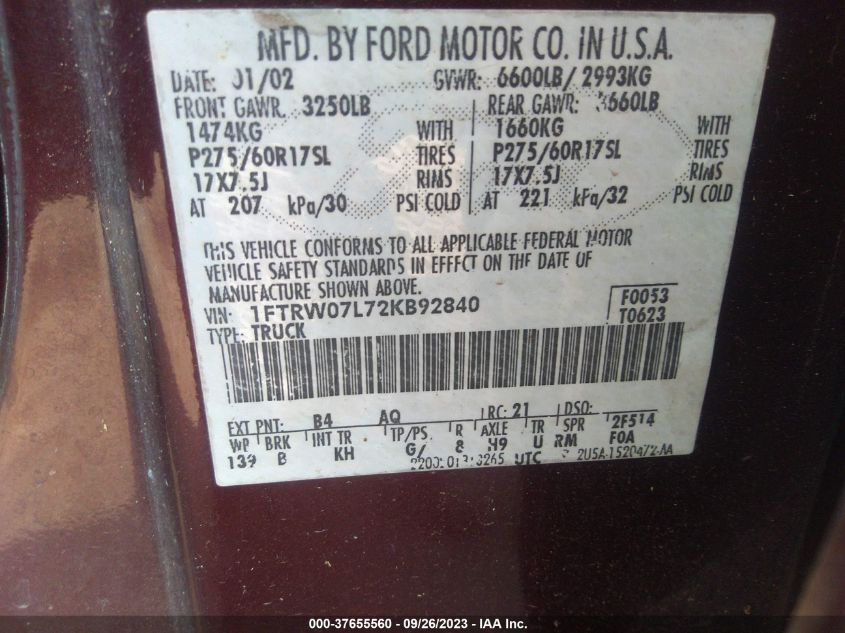 MFD. BY FORD MOTOR CO. IN U.S.A.
DATE: 01/02 GVWR: 6600LB/ 2993KG
FRONT GAWR: 3250LB REAR GAWR: 3660LB
1474KG WITH 1660KG WITH
P275/60R17SL TIRES P275/60R17SL TIRES
17X7.5J RIMS 17X7.5J RIMS
AT 207 kPa/30 PSI COLD AT 221 kPa/32 PSI COLD
THIS VEHICLE CONFORMS TO ALL APPLICABLE FEDERAL MOTOR
VEHICLE SAFETY STANDARDS IN EFFECT ON THE DATE OF
MANUFACTURE SHOWN ABOVE.
VIN: 1FTRW07L72KB92840 F0053
TYPE: TRUCK T0623
EXT PNT: B4 AQ RC: 21 DSO:
WB BRK INT TR TP/PS R AXLE TR SPR 2F514
139 B KH G/ 8 H9 U RM FOA
UTC 2U5A-1520472-AA
000-37655560 / 09/26/2023 / IAA Inc.